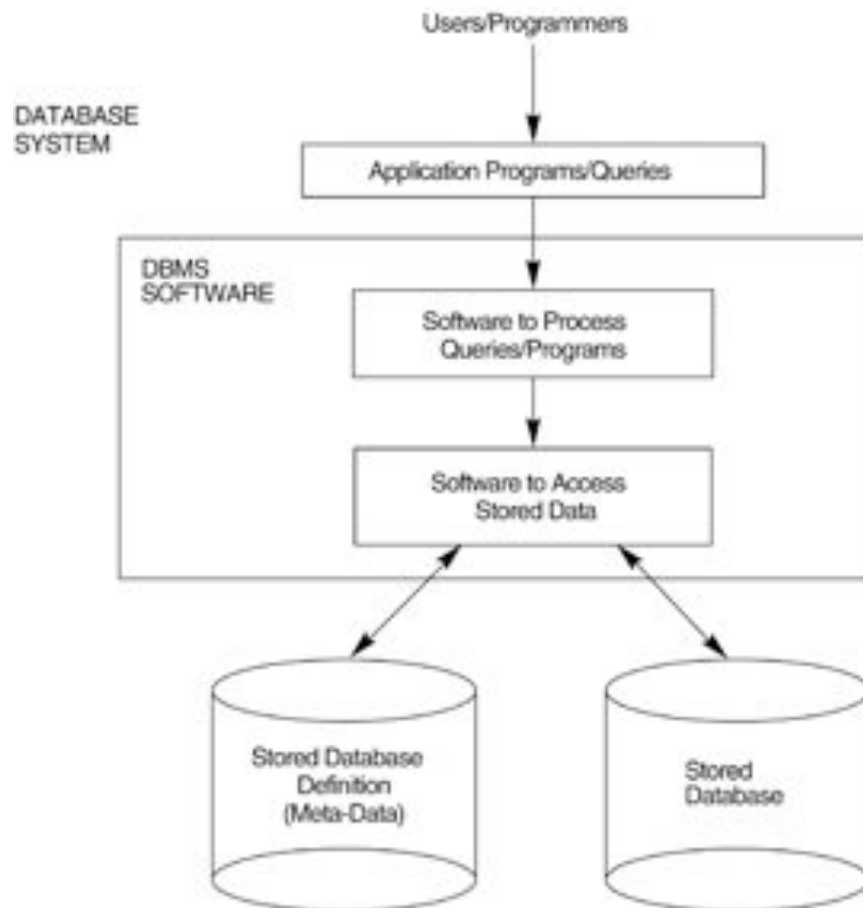 Users/Programmers
DATABASE
SYSTEM
Application Programs/Queries
DBMS
SOFTWARE
Software to Process
Queries/Programs
Software to Access
Stored Data
Stored Database
Definition
(Meta-Data)
Stored
Database